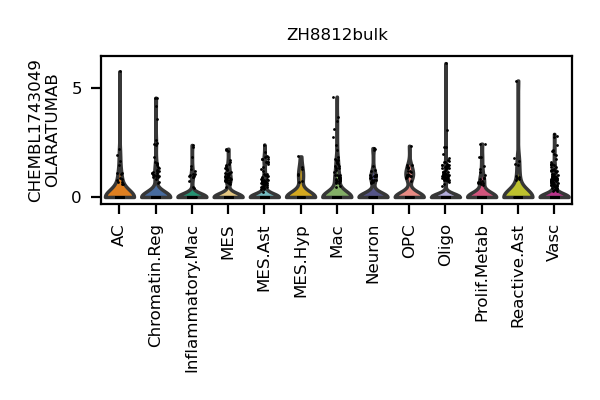 ZH8812bulk
CHEMBL1743049
OLARATUMAB
5
0
AC
Chromatin.Reg
Inflammatory.Mac
MES
MES.Ast
MES.Hyp
Mac
Neuron
OPC
Oligo
Prolif.Metab
Reactive.Ast
Vasc